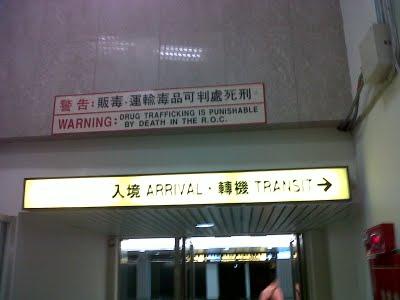 警告：販毒、運輸毒品可判處死刑。
WARNING: DRUG TRAFFICKING IS PUNISHABLE
BY DEATH IN THE R.O.C.
入境 ARRIVAL · 轉機 TRANSIT →